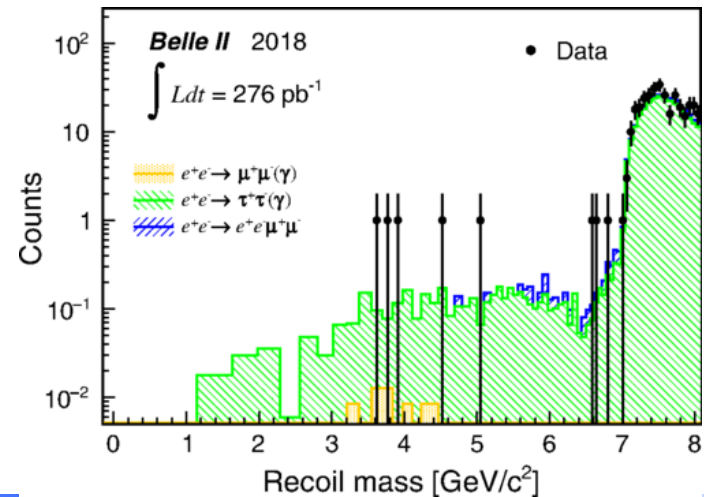 Belle II 2018
∫ Ldt = 276 pb⁻¹
Data
e⁺e⁻→ μ⁺μ⁻(γ)
e⁺e⁻→ τ⁺τ⁻(γ)
e⁺e⁻→ e⁺e⁻μ⁺μ⁻
Counts
10²
10
1
10⁻¹
10⁻²
0 1 2 3 4 5 6 7 8
Recoil mass [GeV/c²]